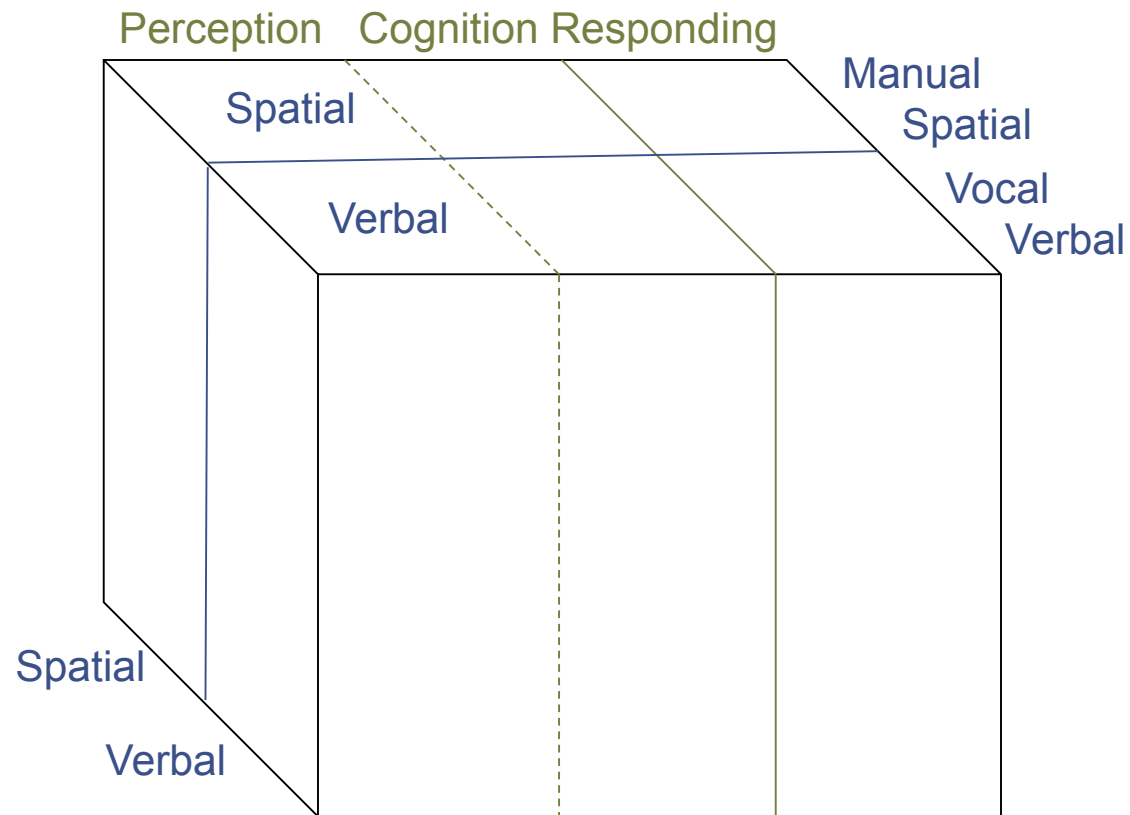 Perception Cognition Responding
Manual
Spatial
Spatial
Vocal
Verbal
Verbal
Spatial
Verbal